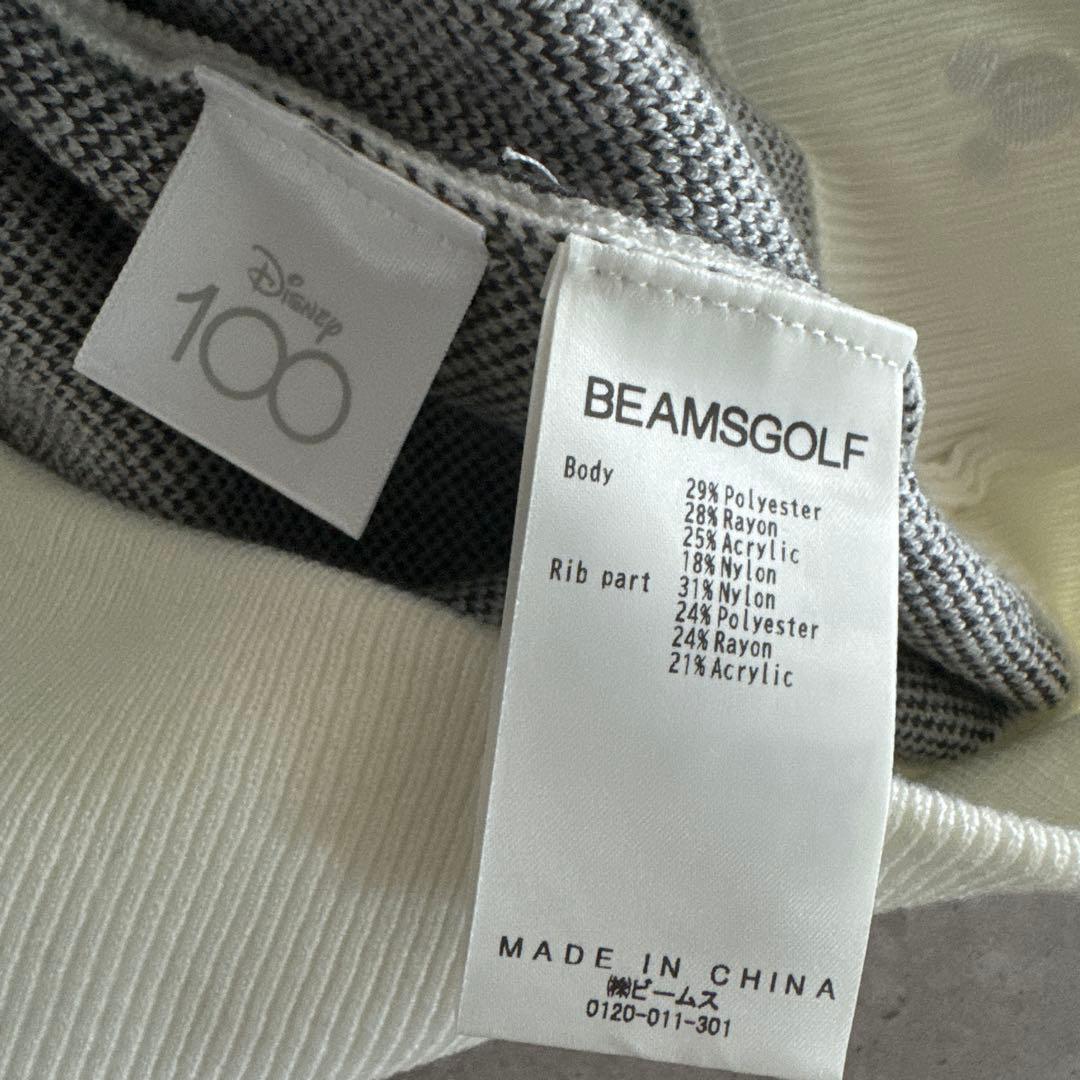 Disney
100
BEAMSGOLF
Body
29%Polyester
28%Rayon
25%Acrylic
18%Nylon
Rib part
31%Nylon
24%Polyester
24%Rayon
21%Acrylic
MADE IN CHINA
㈱ビームス
0120-011-301